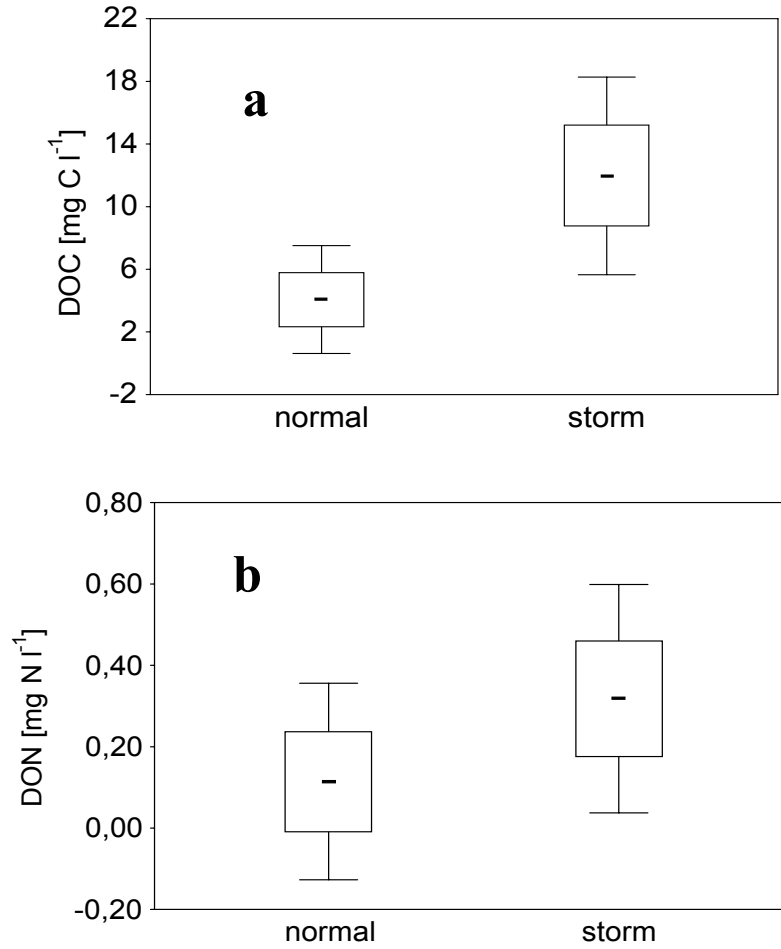 22
18
a
14
10
6
2
-2
DOC [mg C l⁻¹]
normal storm
0,80
0,60
b
0,40
0,20
0,00
-0,20
DON [mg N l⁻¹]
normal storm